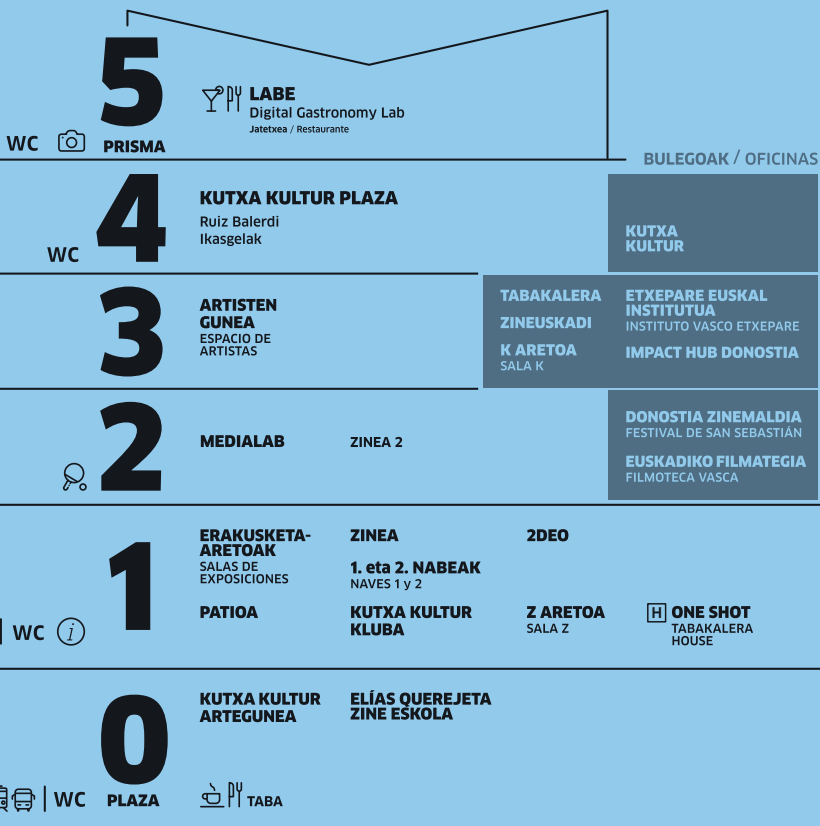 5
LABE
Digital Gastronomy Lab
Jatetxea / Restaurante
WC
PRISMA
BULEGOAK / OFICINAS
4
KUTXA KULTUR PLAZA
Ruiz Balerdi
Ikasgelak
WC
KUTXA
KULTUR
3
ARTISTEN
GUNEA
ESPACIO DE
ARTISTAS
TABAKALERA
ZINEUSKADI
K ARETOA
SALA K
ETXEPARE EUSKAL
INSTITUTUA
INSTITUTO VASCO ETXEPARE
IMPACT HUB DONOSTIA
2
MEDIALAB
ZINEA 2
DONOSTIA ZINEMALDIA
FESTIVAL DE SAN SEBASTIÁN
EUSKADIKO FILMATEGIA
FILMOTECA VASCA
1
ERAKUSKETA-
ARETOAK
SALAS DE
EXPOSICIONES
ZINEA
2DEO
1. eta 2. NABEAK
NAVES 1 y 2
PATIOA
KUTXA KULTUR
KLUBA
Z ARETOA
SALA Z
H ONE SHOT
TABAKALERA
HOUSE
WC i
0
KUTXA KULTUR
ARTEGUNEA
ELÍAS QUEREJETA
ZINE ESKOLA
WC
PLAZA
TABA